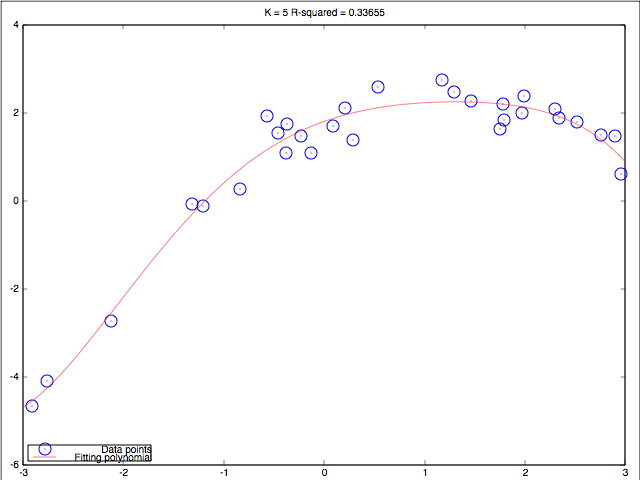 K = 5 R-squared = 0.33655
4
2
0
-2
-4
-6
-3 -2 -1 0 1 2 3
Data points
Fitting polynomial